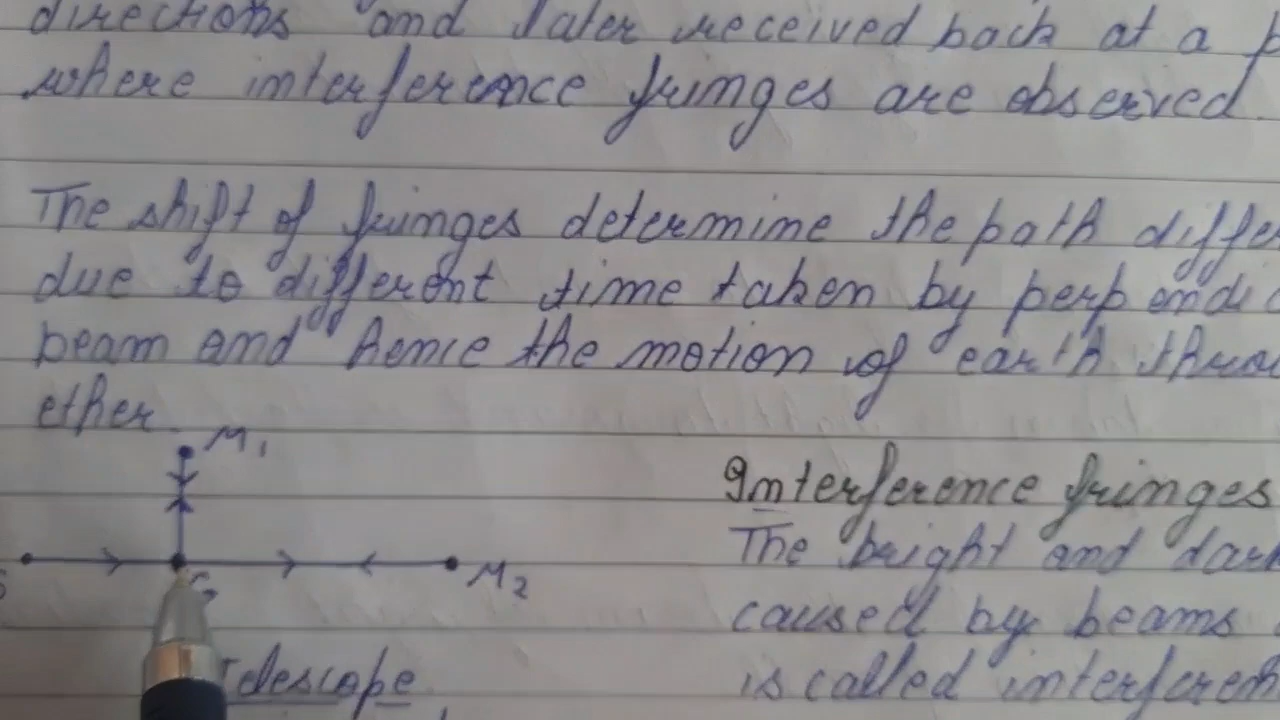 directions and later received back at a
where interference fringes are observed.
The shift of fringes determine the path
due to different time taken by
beam and hence the motion of earth
ether
M1
M2
Telescope
Interference fringes
The bright and
caused by beams
is called